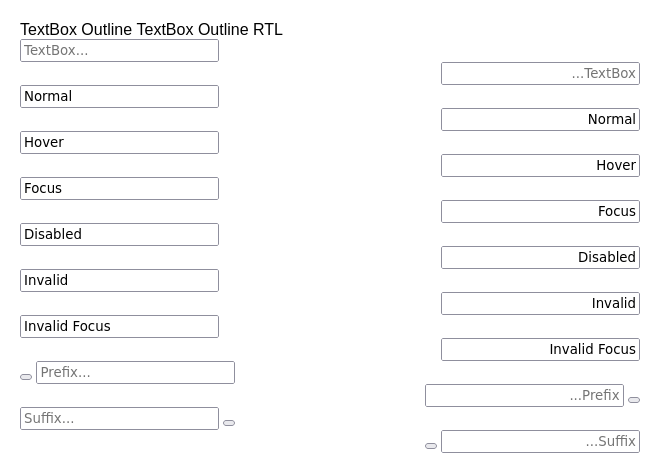 TextBox Outline TextBox Outline RTL
TextBox...
...TextBox
Normal
Normal
Hover
Hover
Focus
Focus
Disabled
Disabled
Invalid
Invalid
Invalid Focus
Invalid Focus
Prefix...
...Prefix
Suffix...
...Suffix